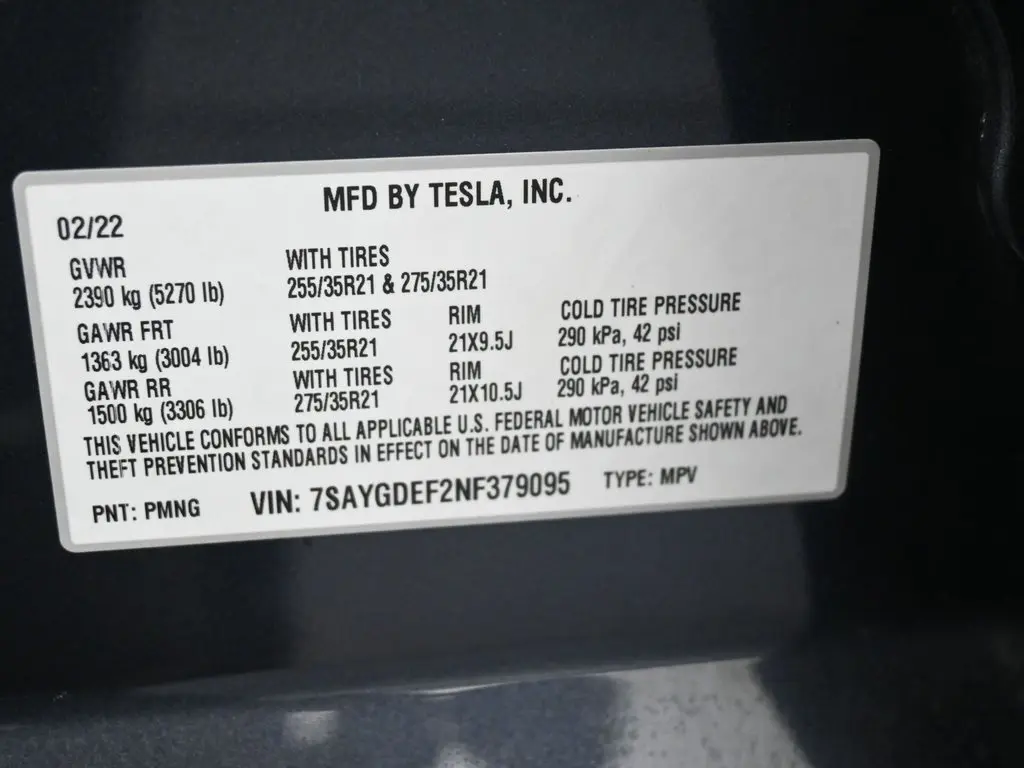 MFD BY TESLA, INC.
02/22
GVWR WITH TIRES
2390 kg (5270 lb) 255/35R21 & 275/35R21
GAWR FRT WITH TIRES RIM COLD TIRE PRESSURE
1363 kg (3004 lb) 255/35R21 21X9.5J 290 kPa, 42 psi
GAWR RR WITH TIRES RIM COLD TIRE PRESSURE
1500 kg (3306 lb) 275/35R21 21X10.5J 290 kPa, 42 psi
THIS VEHICLE CONFORMS TO ALL APPLICABLE U.S. FEDERAL MOTOR VEHICLE SAFETY AND
THEFT PREVENTION STANDARDS IN EFFECT ON THE DATE OF MANUFACTURE SHOWN ABOVE.
PNT: PMNG VIN: 7SAYGDEF2NF379095 TYPE: MPV